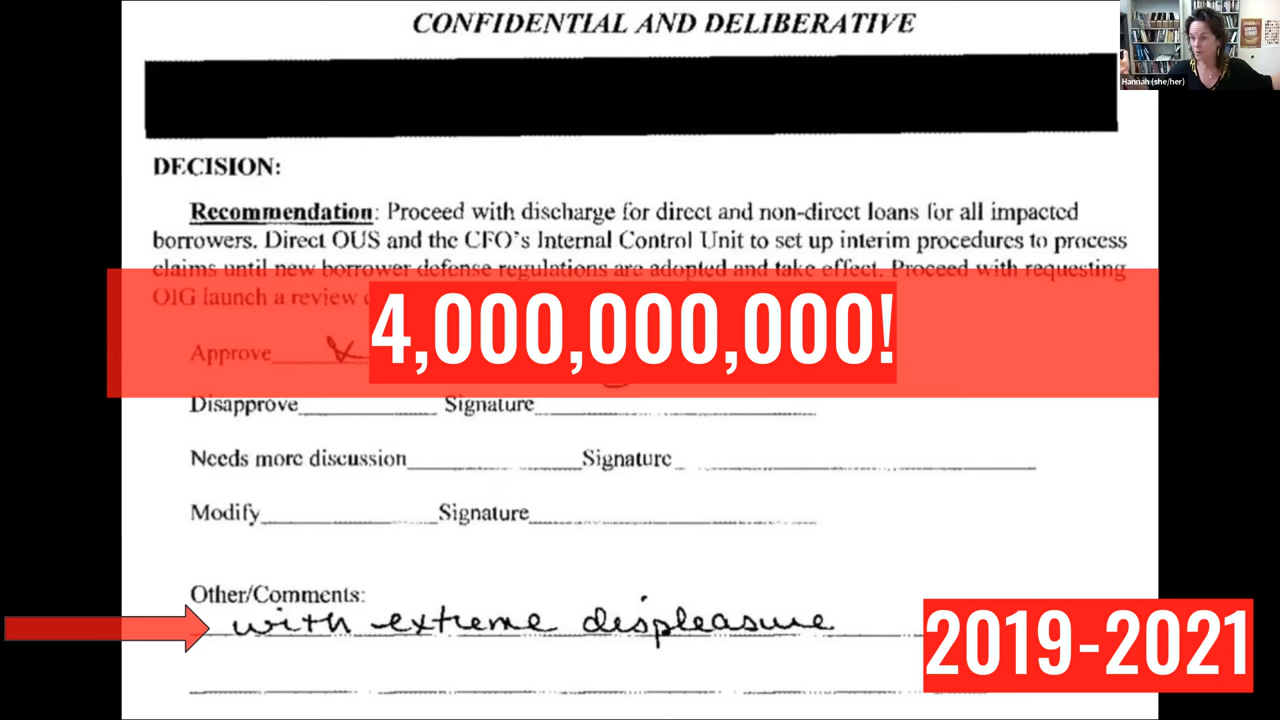 CONFIDENTIAL AND DELIBERATIVE
Hannah (she/her)
DECISION:
Recommendation: Proceed with discharge for direct and non-direct loans for all impacted
borrowers. Direct OUS and the CFO's Internal Control Unit to set up interim procedures to process
claims until new borrower defense regulations are adopted and take effect. Proceed with requesting
OIG launch a review
4,000,000,000!
Approve
Disapprove Signature
Needs more discussion Signature
Modify Signature
Other/Comments:
with extreme displeasure
2019-2021